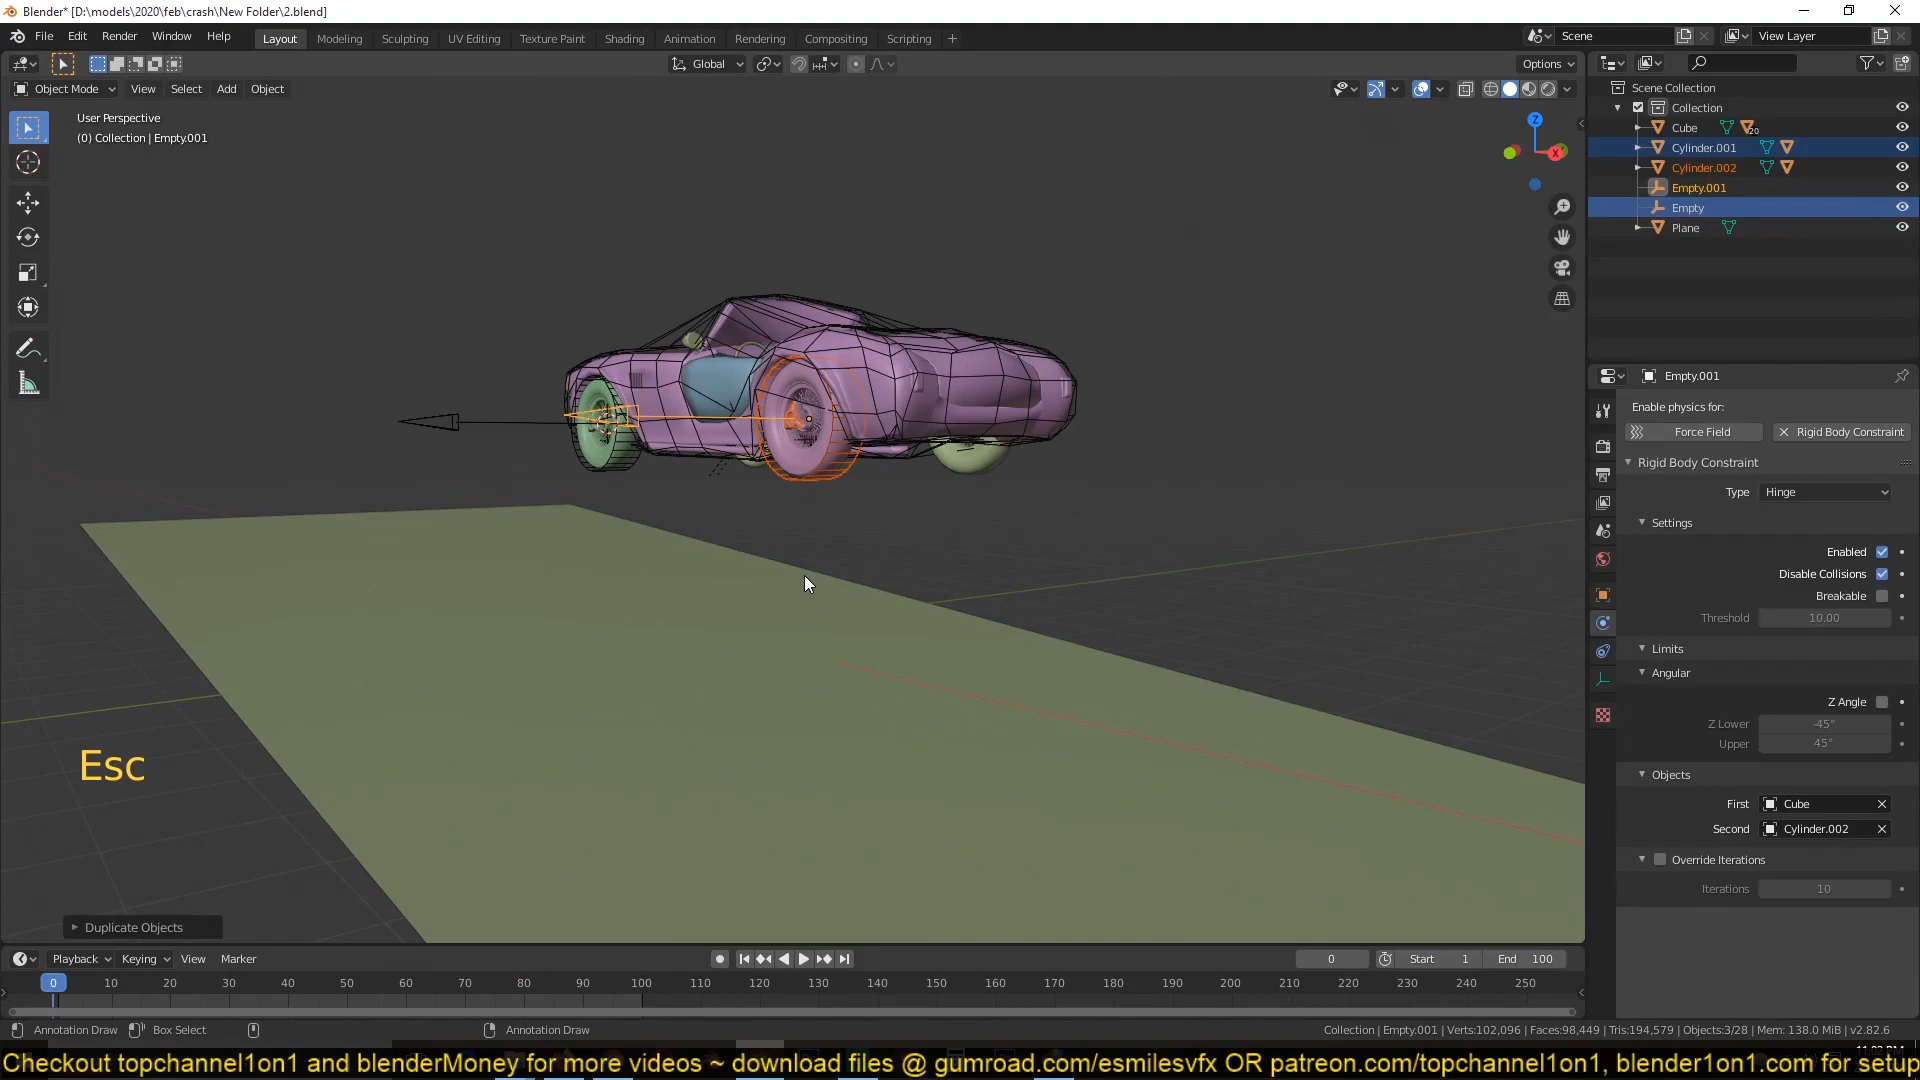 Blender* [D:\models\2020\feb\crash\New Folder\2.blend]
File Edit Render Window Help Layout Modeling Sculpting UV Editing Texture Paint Shading Animation Rendering Compositing Scripting + Scene View Layer
Global Options
Object Mode View Select Add Object
User Perspective
(0) Collection | Empty.001
Z
X
Scene Collection
Collection
Cube 20
Cylinder.001
Cylinder.002
Empty.001
Empty
Plane
Empty.001
Enable physics for:
Force Field Rigid Body Constraint
Rigid Body Constraint
Type Hinge
Settings
Enabled
Disable Collisions
Breakable
Threshold 10.00
Limits
Angular
Z Angle
Z Lower -45°
Upper 45°
Objects
First Cube
Second Cylinder.002
Override Iterations
Iterations 10
Esc
Duplicate Objects
Playback Keying View Marker 0 Start 1 End 100
0 10 20 30 40 50 60 70 80 90 100 110 120 130 140 150 160 170 180 190 200 210 220 230 240 250
Annotation Draw Box Select Annotation Draw Collection | Empty.001 | Verts:102,096 | Faces:98,449 | Tris:194,579 | Objects:3/28 | Mem: 138.0 MiB | v2.82.6
Checkout topchannel1on1 and blenderMoney for more videos ~ download files @ gumroad.com/esmilesvfx OR patreon.com/topchannel1on1, blender1on1.com for setup